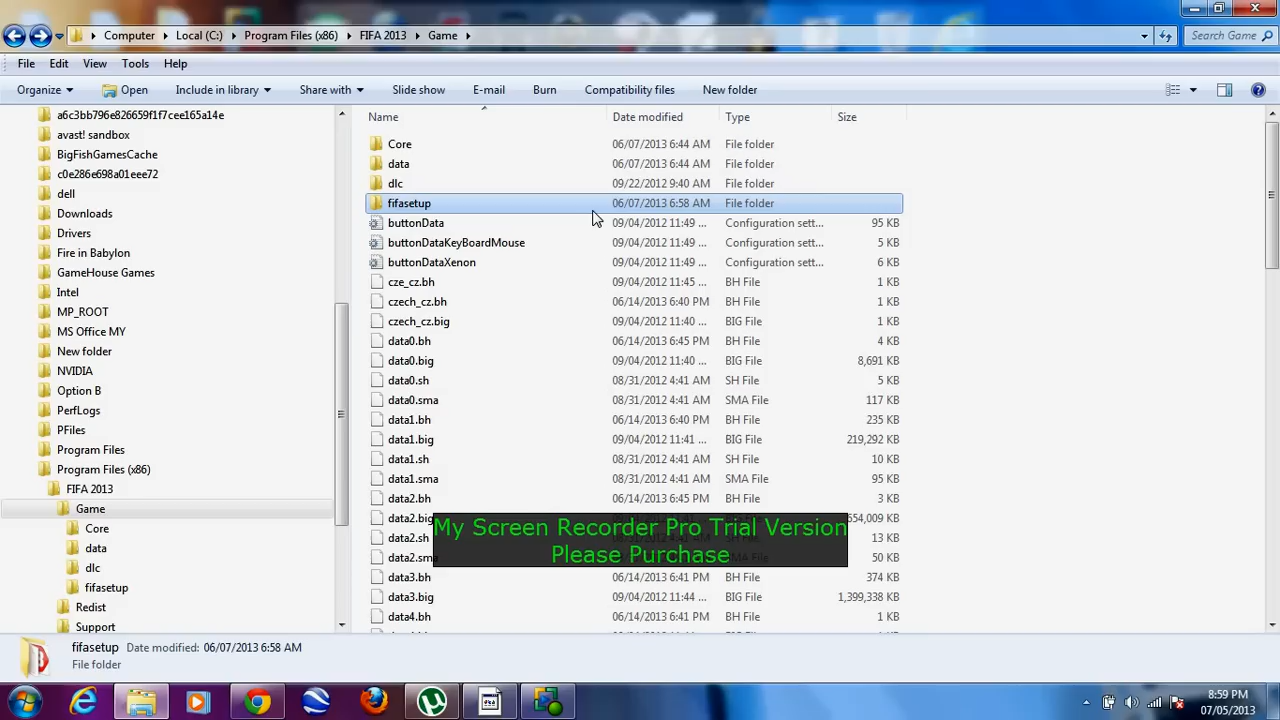 Computer Local (C:) Program Files (x86) FIFA 2013 Game Search Game
File Edit View Tools Help
Organize Open Include in library Share with Slide show E-mail Burn Compatibility files New folder
a6c3bb796e826659f1f7cee165a14e
avast! sandbox
BigFishGamesCache
c0e286e698a01eee72
dell
Downloads
Drivers
Fire in Babylon
GameHouse Games
Intel
MP_ROOT
MS Office MY
New folder
NVIDIA
Option B
PerfLogs
PFiles
Program Files
Program Files (x86)
FIFA 2013
Game
Core
data
dlc
fifasetup
Redist
Support
Name Date modified Type Size
Core 06/07/2013 6:44 AM File folder
data 06/07/2013 6:44 AM File folder
dlc 09/22/2012 9:40 AM File folder
fifasetup 06/07/2013 6:58 AM File folder
buttonData 09/04/2012 11:49 ... Configuration sett... 95 KB
buttonDataKeyBoardMouse 09/04/2012 11:49 ... Configuration sett... 5 KB
buttonDataXenon 09/04/2012 11:49 ... Configuration sett... 6 KB
cze_cz.bh 09/04/2012 11:45 ... BH File 1 KB
czech_cz.bh 06/14/2013 6:40 PM BH File 1 KB
czech_cz.big 09/04/2012 11:40 ... BIG File 1 KB
data0.bh 06/14/2013 6:45 PM BH File 4 KB
data0.big 09/04/2012 11:40 ... BIG File 8,691 KB
data0.sh 08/31/2012 4:41 AM SH File 5 KB
data0.sma 08/31/2012 4:41 AM SMA File 117 KB
data1.bh 06/14/2013 6:40 PM BH File 235 KB
data1.big 09/04/2012 11:41 ... BIG File 219,292 KB
data1.sh 08/31/2012 4:41 AM SH File 10 KB
data1.sma 08/31/2012 4:41 AM SMA File 95 KB
data2.bh 06/14/2013 6:45 PM BH File 3 KB
data2.big 554,009 KB
data2.sh SH File 13 KB
data2.sma 50 KB
data3.bh 06/14/2013 6:41 PM BH File 374 KB
data3.big 09/04/2012 11:44 ... BIG File 1,399,338 KB
data4.bh 06/14/2013 6:41 PM BH File 1 KB
My Screen Recorder Pro Trial Version
Please Purchase
fifasetup Date modified: 06/07/2013 6:58 AM
File folder
8:59 PM
07/05/2013